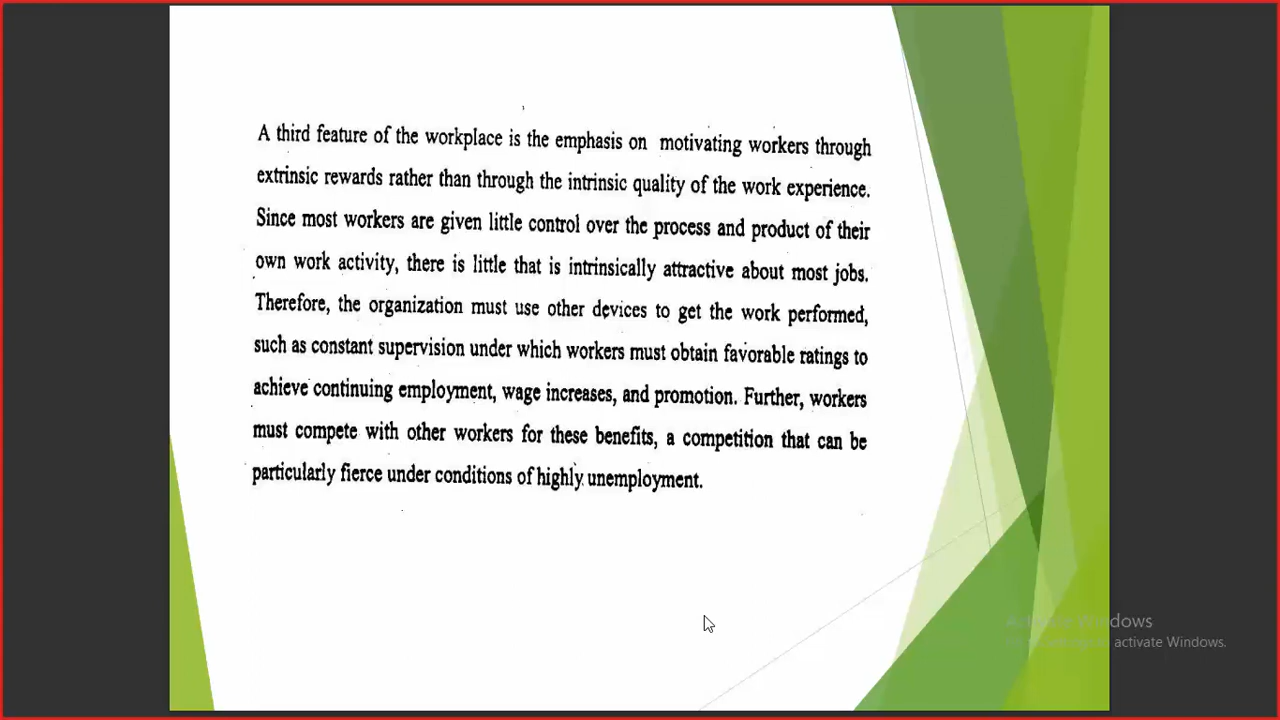 A third feature of the workplace is the emphasis on motivating workers through
extrinsic rewards rather than through the intrinsic quality of the work experience.
Since most workers are given little control over the process and product of their
own work activity, there is little that is intrinsically attractive about most jobs.
Therefore, the organization must use other devices to get the work performed,
such as constant supervision under which workers must obtain favorable ratings to
achieve continuing employment, wage increases, and promotion. Further, workers
must compete with other workers for these benefits, a competition that can be
particularly fierce under conditions of highly unemployment.
Activate Windows
activate Windows.